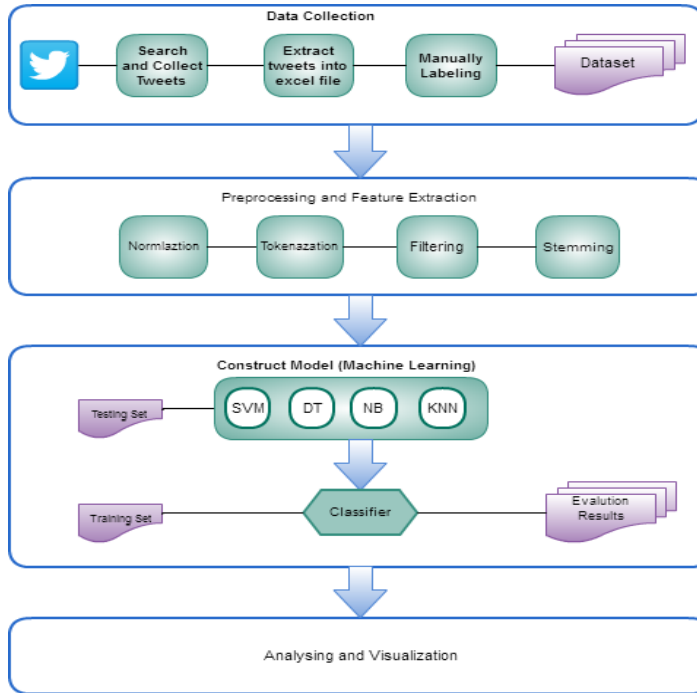 Data Collection
Search
and Collect
Tweets
Extract
tweets into
excel file
Manually
Labeling
Dataset
Preprocessing and Feature Extraction
Normlaztion
Tokenazation
Filtering
Stemming
Construct Model (Machine Learning)
Testing Set
SVM
DT
NB
KNN
Training Set
Classifier
Evalution
Results
Analysing and Visualization